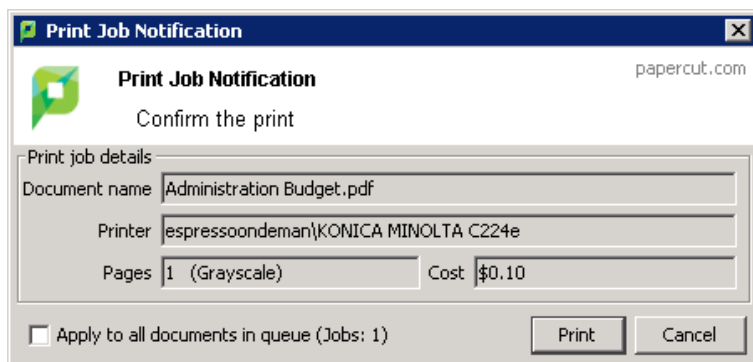 Print Job Notification
papercut.com
Print Job Notification
Confirm the print
Print job details
Document name Administration Budget.pdf
Printer espressoondeman\KONICA MINOLTA C224e
Pages 1 (Grayscale) Cost $0.10
Apply to all documents in queue (Jobs: 1) Print Cancel